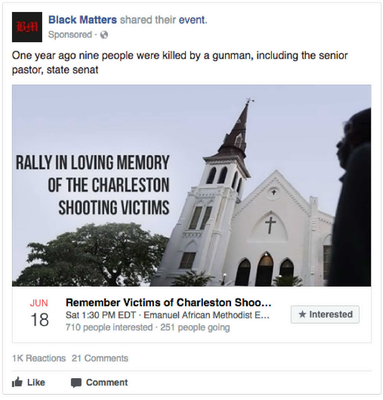 BM
Black Matters shared their event.
Sponsored ·
One year ago nine people were killed by a gunman, including the senior
pastor, state senat
RALLY IN LOVING MEMORY
OF THE CHARLESTON
SHOOTING VICTIMS
JUN
18
Remember Victims of Charleston Shoo...
Sat 1:30 PM EDT · Emanuel African Methodist E...
710 people interested · 251 people going
★ Interested
1K Reactions 21 Comments
Like Comment